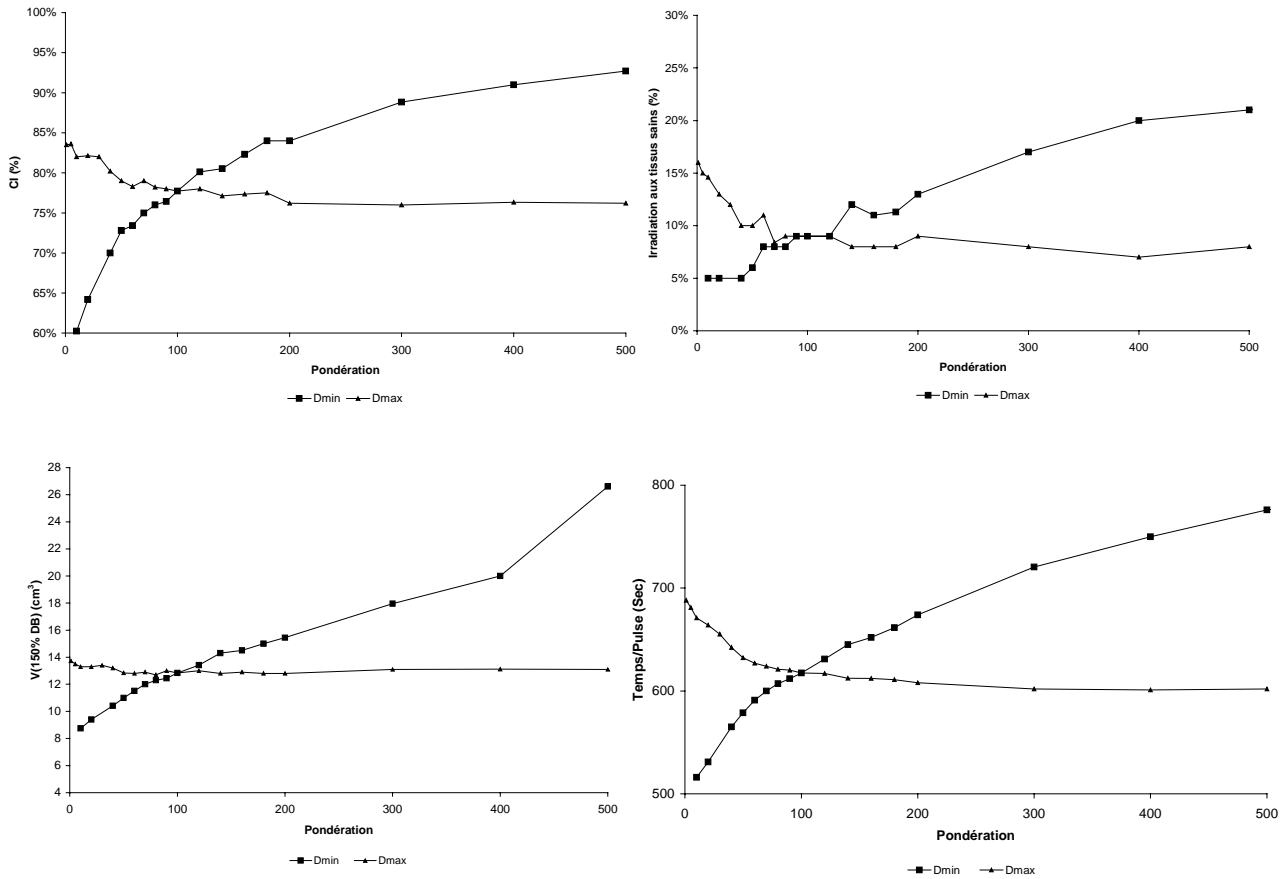 100%
95%
90%
85%
80%
75%
70%
65%
60%
CI (%)
0 100 200 300 400 500
Pondération
Dmin Dmax
30%
25%
20%
15%
10%
5%
0%
Irradiation aux tissus sains (%)
0 100 200 300 400 500
Pondération
Dmin Dmax
28
26
24
22
20
18
16
14
12
10
8
6
4
V(150% DB) (cm³)
0 100 200 300 400 500
Pondération
Dmin Dmax
800
700
600
500
Temps/Pulse (Sec)
0 100 200 300 400 500
Pondération
Dmin Dmax